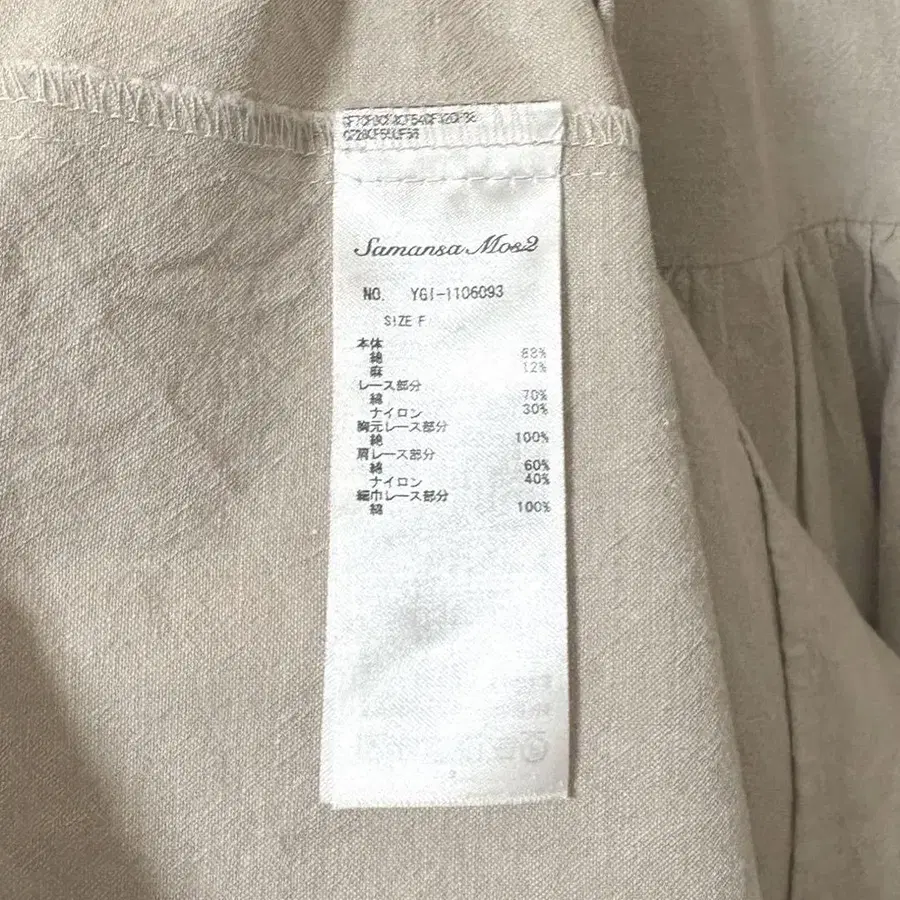 Samansa Mos2
NO. YGI-1106093
SIZE F
本体
綿 88%
麻 12%
レース部分
綿 70%
ナイロン 30%
胸元レース部分
綿 100%
肩レース部分
綿 60%
ナイロン 40%
細巾レース部分
綿 100%